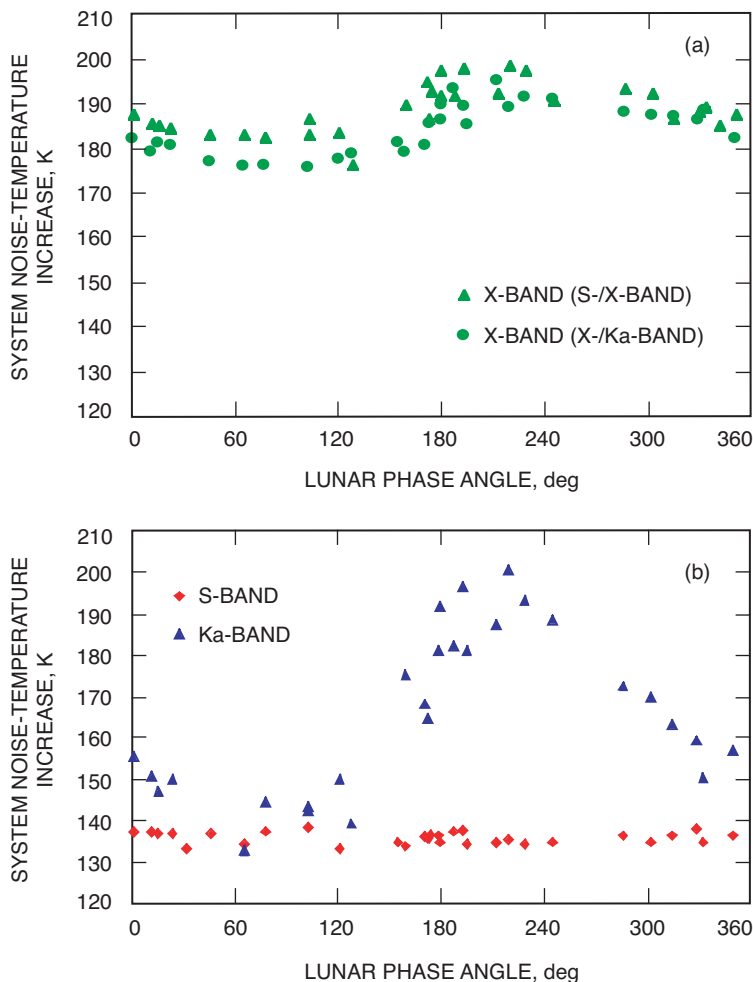 (a)
SYSTEM NOISE-TEMPERATURE
INCREASE, K
210
200
190
180
170
160
150
140
130
120
X-BAND (S-/X-BAND)
X-BAND (X-/Ka-BAND)
0 60 120 180 240 300 360
LUNAR PHASE ANGLE, deg
(b)
SYSTEM NOISE-TEMPERATURE
INCREASE, K
210
200
190
180
170
160
150
140
130
120
S-BAND
Ka-BAND
0 60 120 180 240 300 360
LUNAR PHASE ANGLE, deg